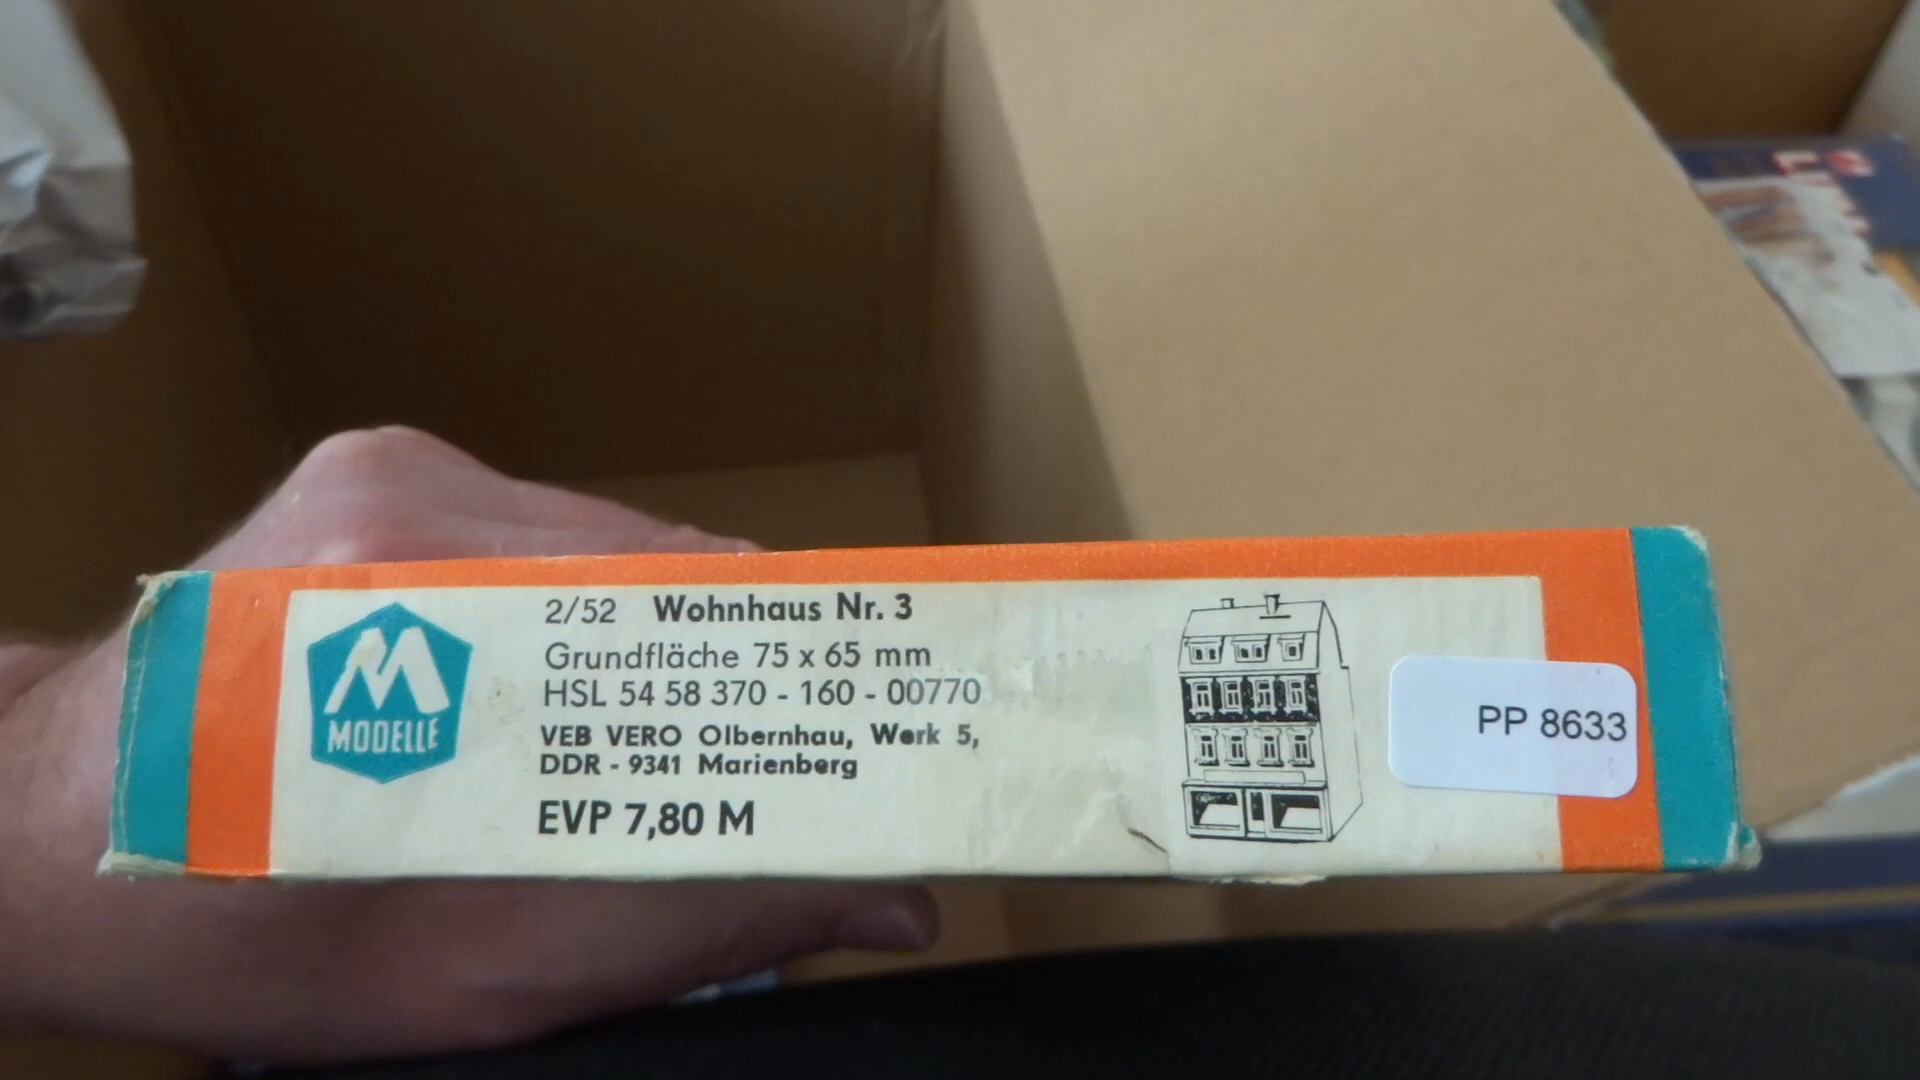 2/52 Wohnhaus Nr. 3
Grundfläche 75 x 65 mm
HSL 54 58 370 - 160 - 00770
VEB VERO Olbernhau, Werk 5,
DDR - 9341 Marienberg
EVP 7,80 M
M
MODELLE
PP 8633